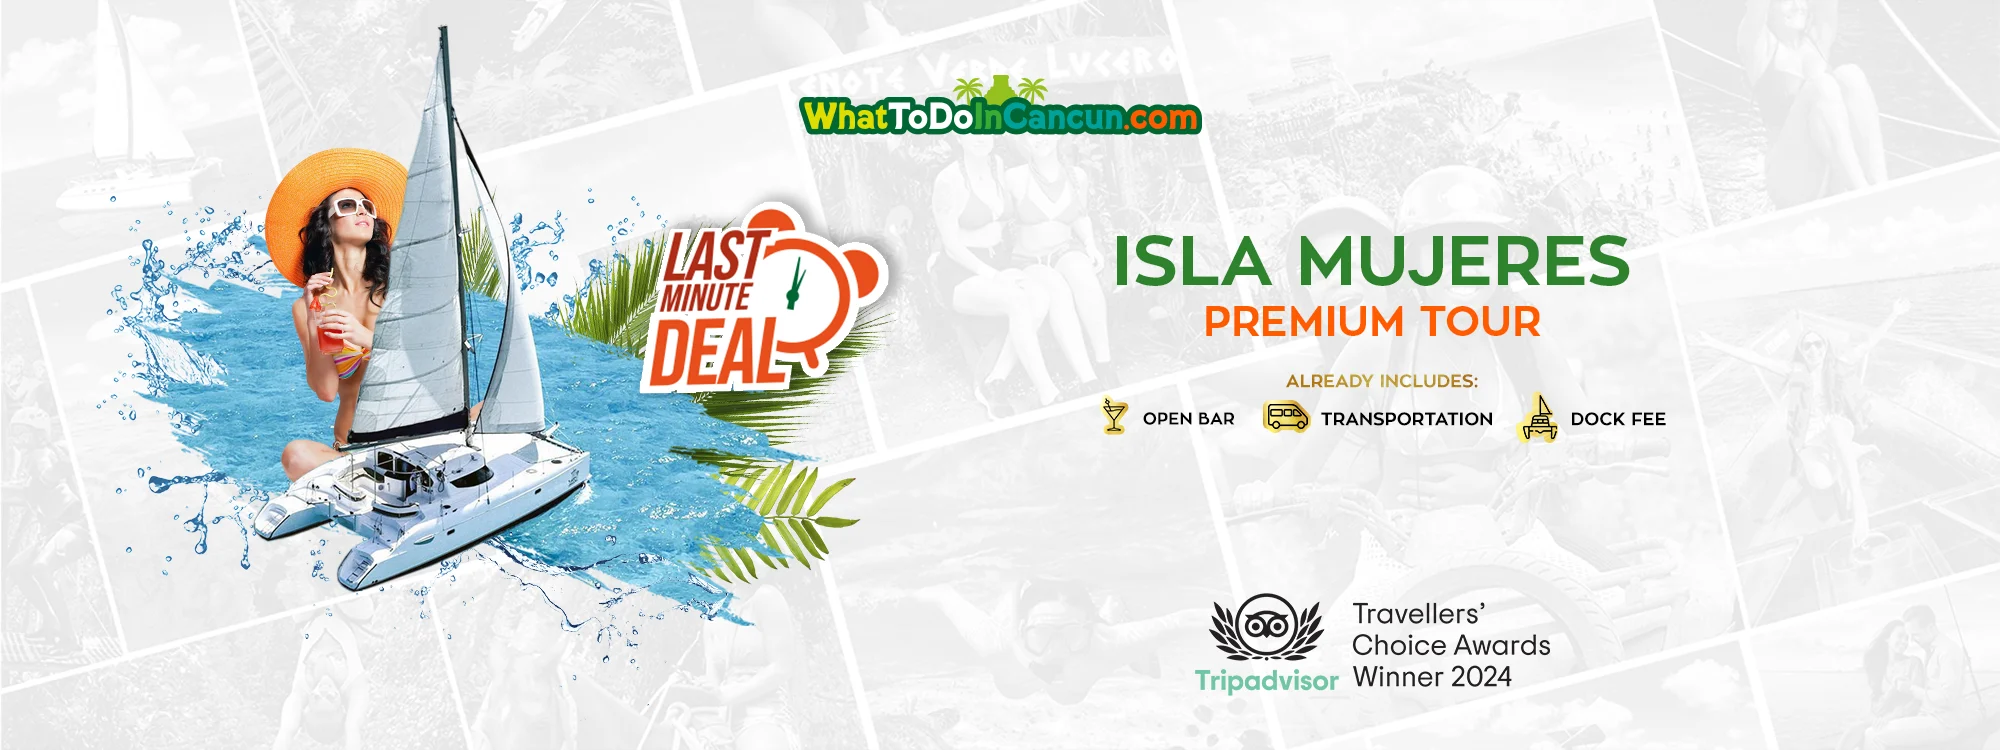 WhatToDoInCancun.com
LAST
MINUTE
DEAL
ISLA MUJERES
PREMIUM TOUR
ALREADY INCLUDES:
OPEN BAR
TRANSPORTATION
DOCK FEE
Tripadvisor
Travellers’
Choice Awards
Winner 2024